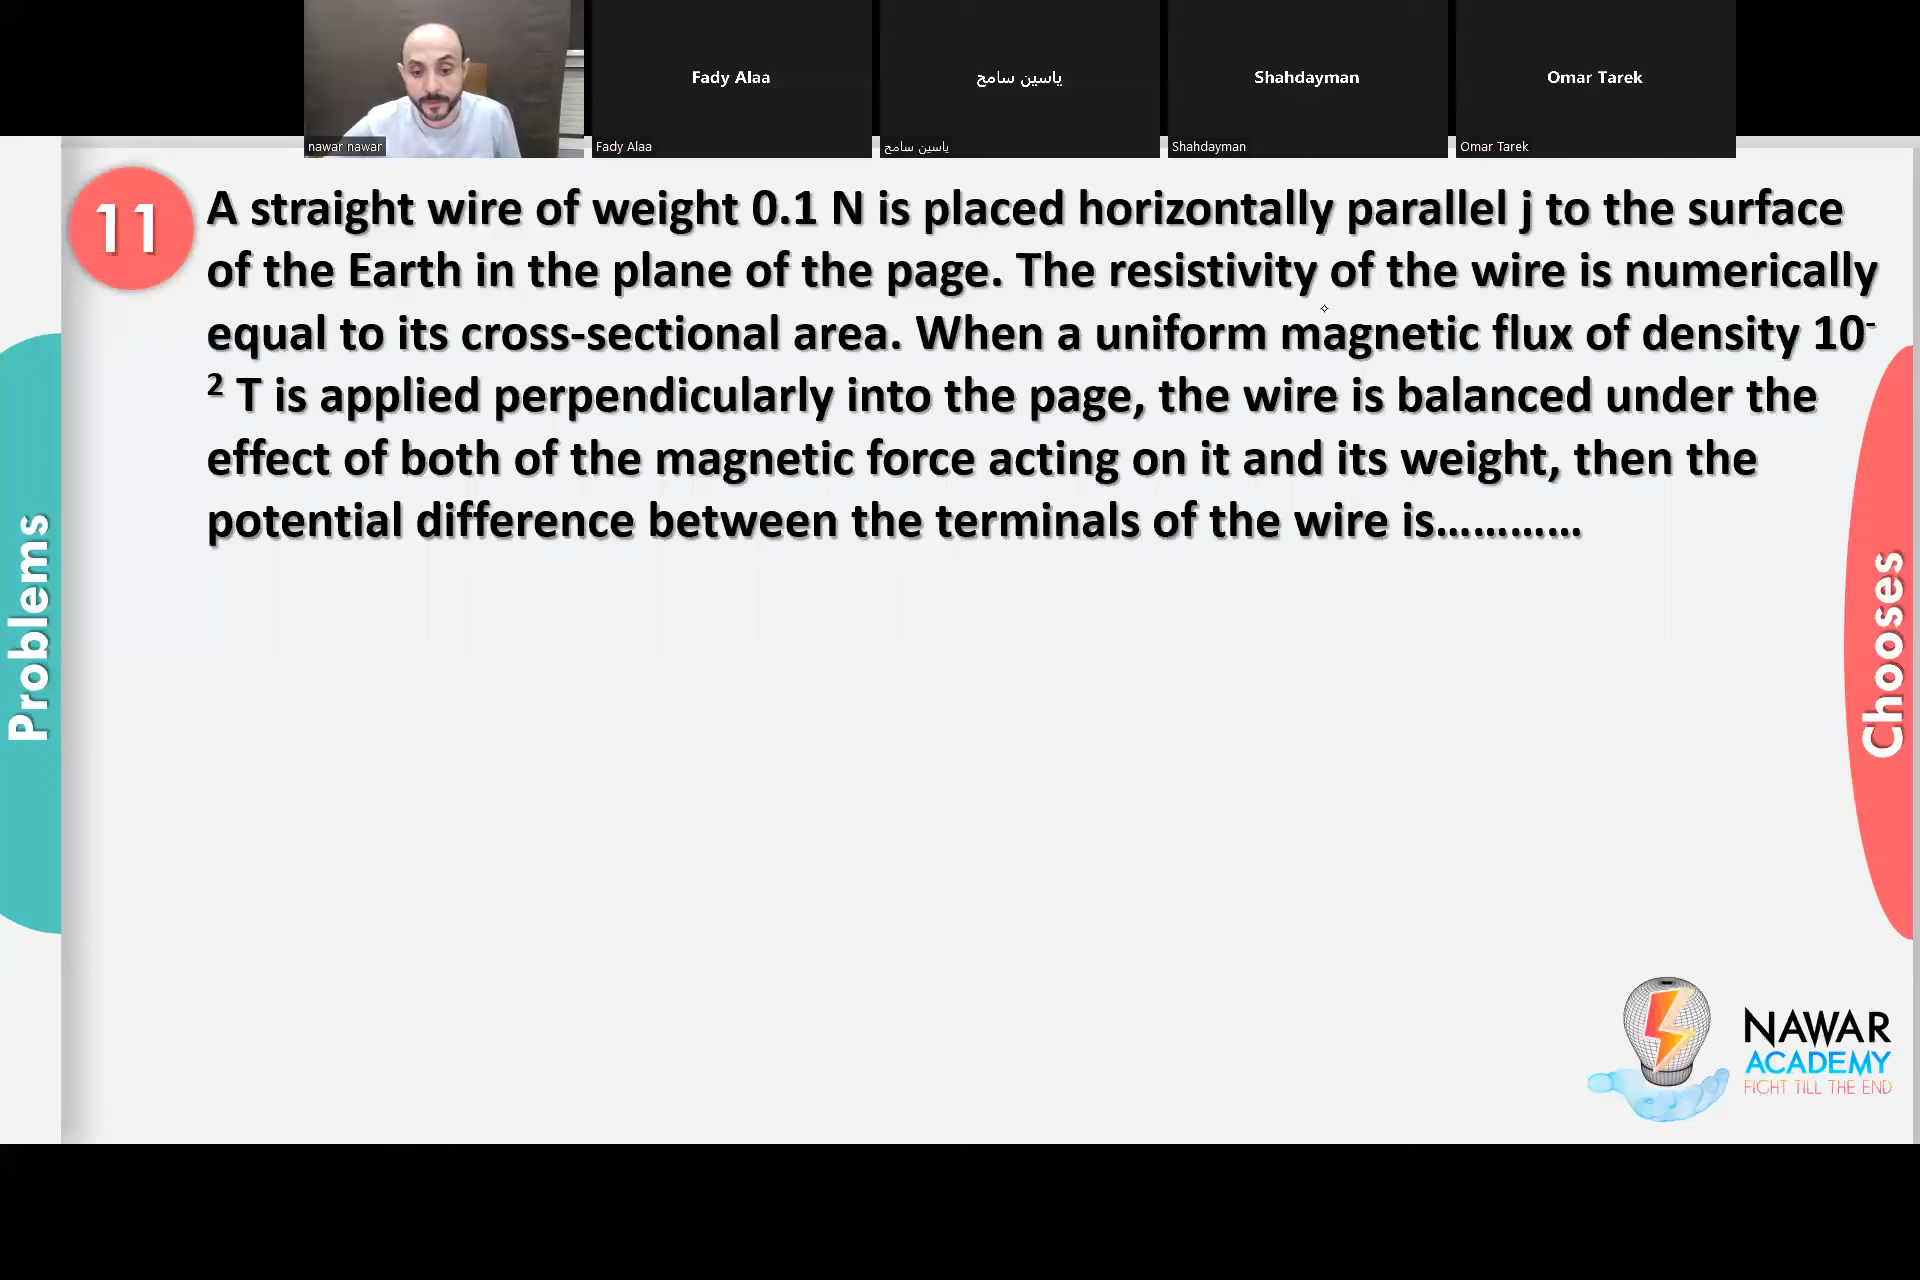 Fady Alaa
ياسين سامح
Shahdayman
Omar Tarek
nawar nawar
Fady Alaa
ياسين سامح
Shahdayman
Omar Tarek
11
A straight wire of weight 0.1 N is placed horizontally parallel j to the surface
of the Earth in the plane of the page. The resistivity of the wire is numerically
equal to its cross-sectional area. When a uniform magnetic flux of density 10-
2 T is applied perpendicularly into the page, the wire is balanced under the
effect of both of the magnetic force acting on it and its weight, then the
potential difference between the terminals of the wire is............
Problems
Chooses
NAWAR
ACADEMY
FIGHT TILL THE END